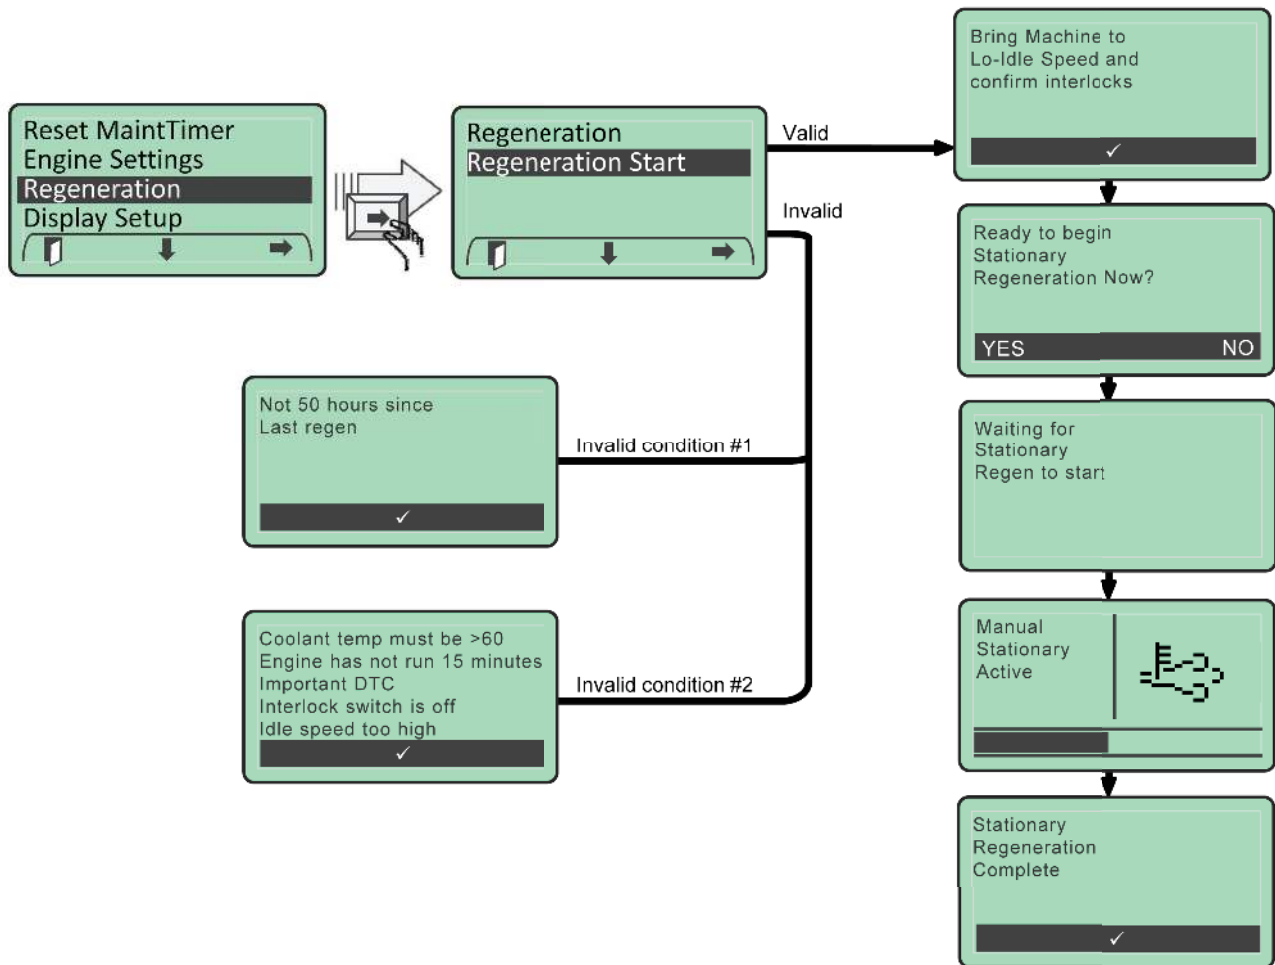 Reset MaintTimer
Engine Settings
Regeneration
Display Setup
Regeneration
Regeneration Start
Valid
Invalid
Bring Machine to
Lo-Idle Speed and
confirm interlocks
✓
Ready to begin
Stationary
Regeneration Now?
YES NO
Waiting for
Stationary
Regen to start
Manual
Stationary
Active
Stationary
Regeneration
Complete
✓
Not 50 hours since
Last regen
✓
Invalid condition #1
Coolant temp must be >60
Engine has not run 15 minutes
Important DTC
Interlock switch is off
Idle speed too high
✓
Invalid condition #2